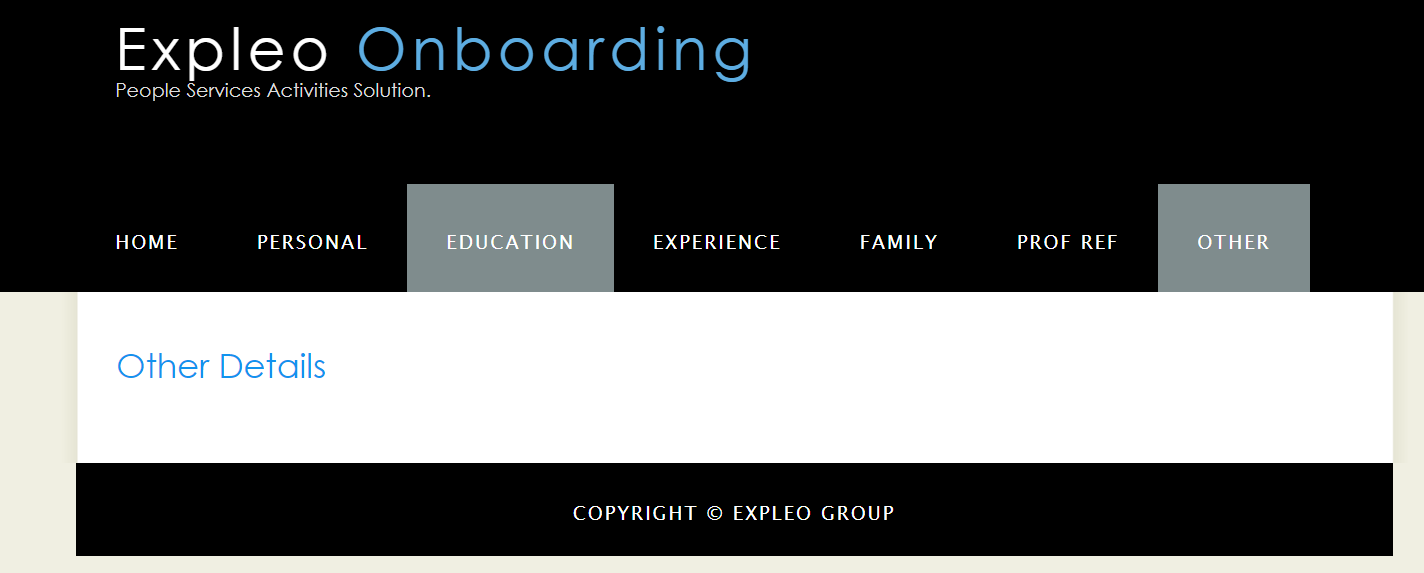 Expleo Onboarding
People Services Activities Solution.
HOME PERSONAL EDUCATION EXPERIENCE FAMILY PROF REF OTHER
Other Details
COPYRIGHT © EXPLEO GROUP